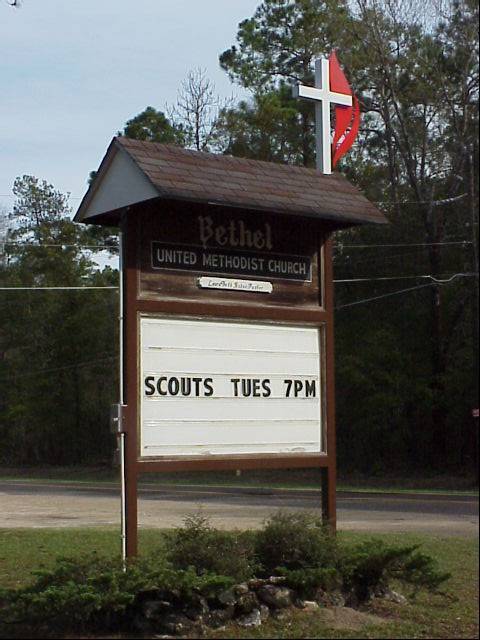 Bethel
UNITED METHODIST CHURCH
SCOUTS TUES 7PM